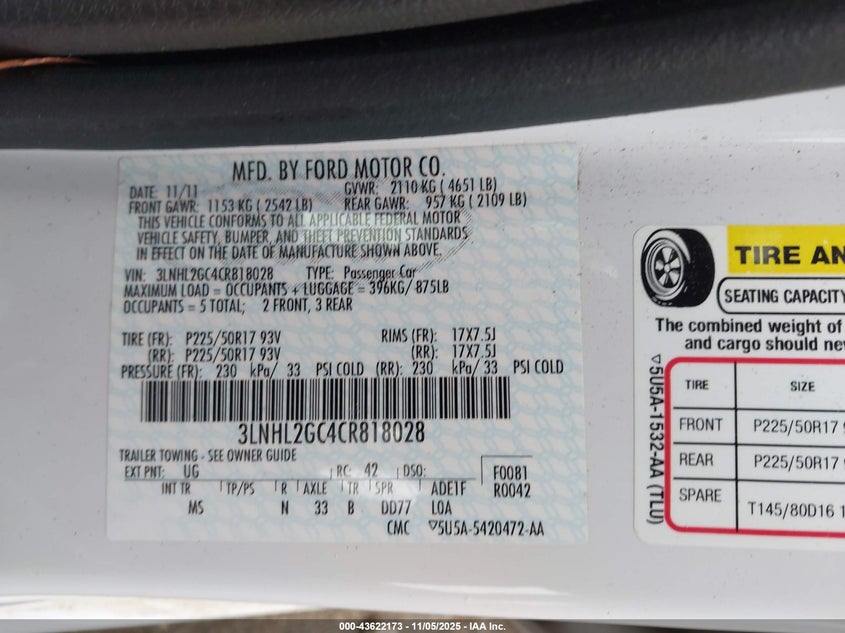 MFD. BY FORD MOTOR CO.
DATE: 11/11 GVWR: 2110 KG ( 4651 LB)
FRONT GAWR: 1153 KG ( 2542 LB) REAR GAWR: 957 KG ( 2109 LB)
THIS VEHICLE CONFORMS TO ALL APPLICABLE FEDERAL MOTOR
VEHICLE SAFETY, BUMPER, AND THEFT PREVENTION STANDARDS
IN EFFECT ON THE DATE OF MANUFACTURE SHOWN ABOVE.
VIN: 3LNHL2GC4CR818028 TYPE: Passenger Car
MAXIMUM LOAD = OCCUPANTS + LUGGAGE = 396KG/ 875LB
OCCUPANTS = 5 TOTAL; 2 FRONT, 3 REAR
TIRE (FR): P225/50R17 93V RIMS (FR): 17X7.5J
(RR): P225/50R17 93V (RR): 17X7.5J
PRESSURE (FR): 230 kPa/ 33 PSI COLD (RR): 230 kPa/ 33 PSI COLD
3LNHL2GC4CR818028
TRAILER TOWING - SEE OWNER GUIDE
EXT PNT: UG RC: 42 DSO: F0081
INT TR TP/PS R AXLE TR SPR ADE1F R0042
MS N 33 B DD77 LOA
CMC ▽5U5A-5420472-AA
TIRE AN
SEATING CAPACITY
The combined weight of
and cargo should nev
▽5U5A-1532-AA (TLU)
TIRE SIZE
FRONT P225/50R17 9
REAR P225/50R17 9
SPARE T145/80D16 1
000-43622173 - 11/05/2025 - IAA Inc.